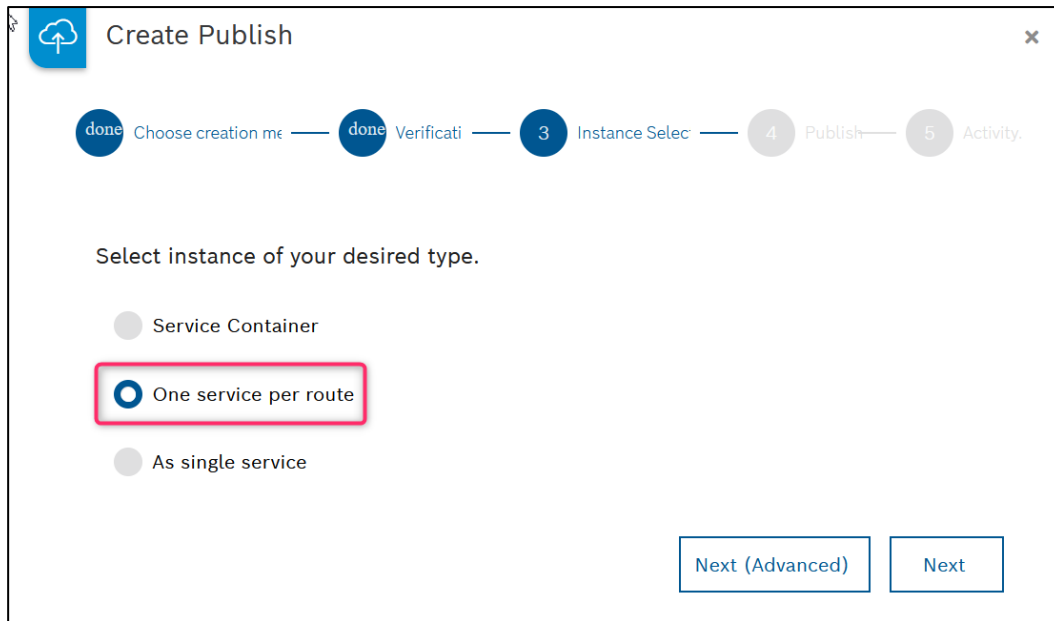 Create Publish
done Choose creation me done Verificati 3 Instance Selec 4 Publish 5 Activity.
Select instance of your desired type.
Service Container
One service per route
As single service
Next (Advanced) Next